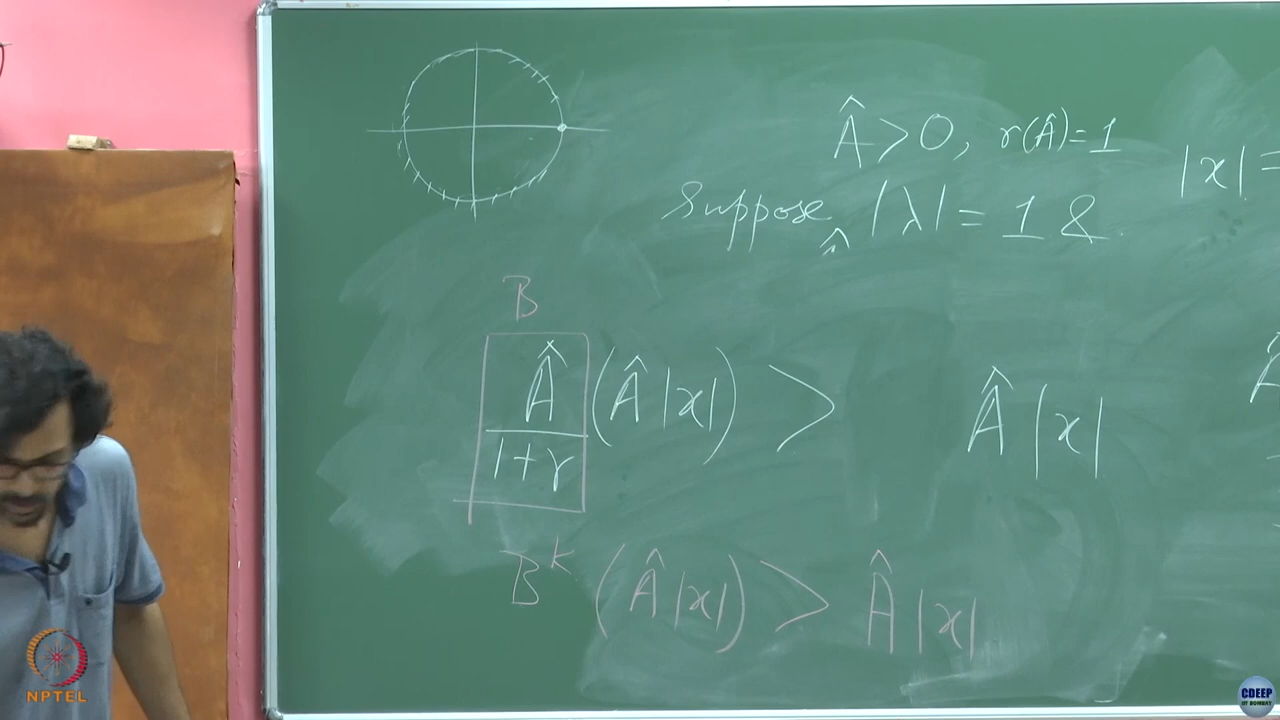 Â > 0, r(Â) = 1
|x| =
Suppose |λ| = 1 &
B
Â/(1+r) (Â |x|) > Â |x|
B^k (Â |x|) > Â |x|
NPTEL
CDEEP
IIT BOMBAY